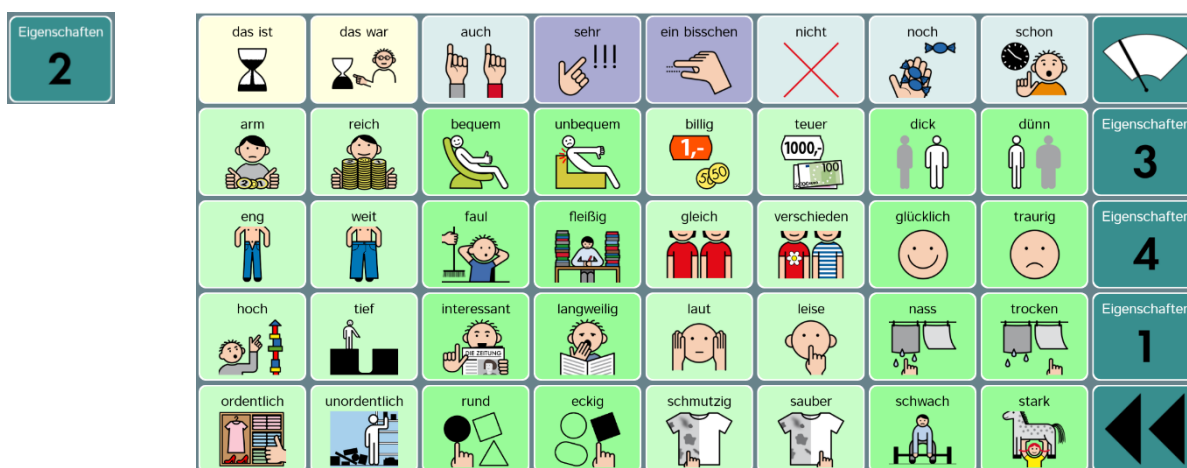 Eigenschaften
2
das ist
das war
auch
sehr
!!!
ein bisschen
nicht
noch
schon
arm
reich
bequem
unbequem
billig
1,-
50 50
teuer
1000,-
100
dick
dünn
Eigenschaften
3
eng
weit
faul
fleißig
gleich
verschieden
glücklich
traurig
Eigenschaften
4
hoch
tief
interessant
DIE ZEITUNG
langweilig
laut
leise
nass
trocken
Eigenschaften
1
ordentlich
unordentlich
rund
eckig
schmutzig
sauber
schwach
stark